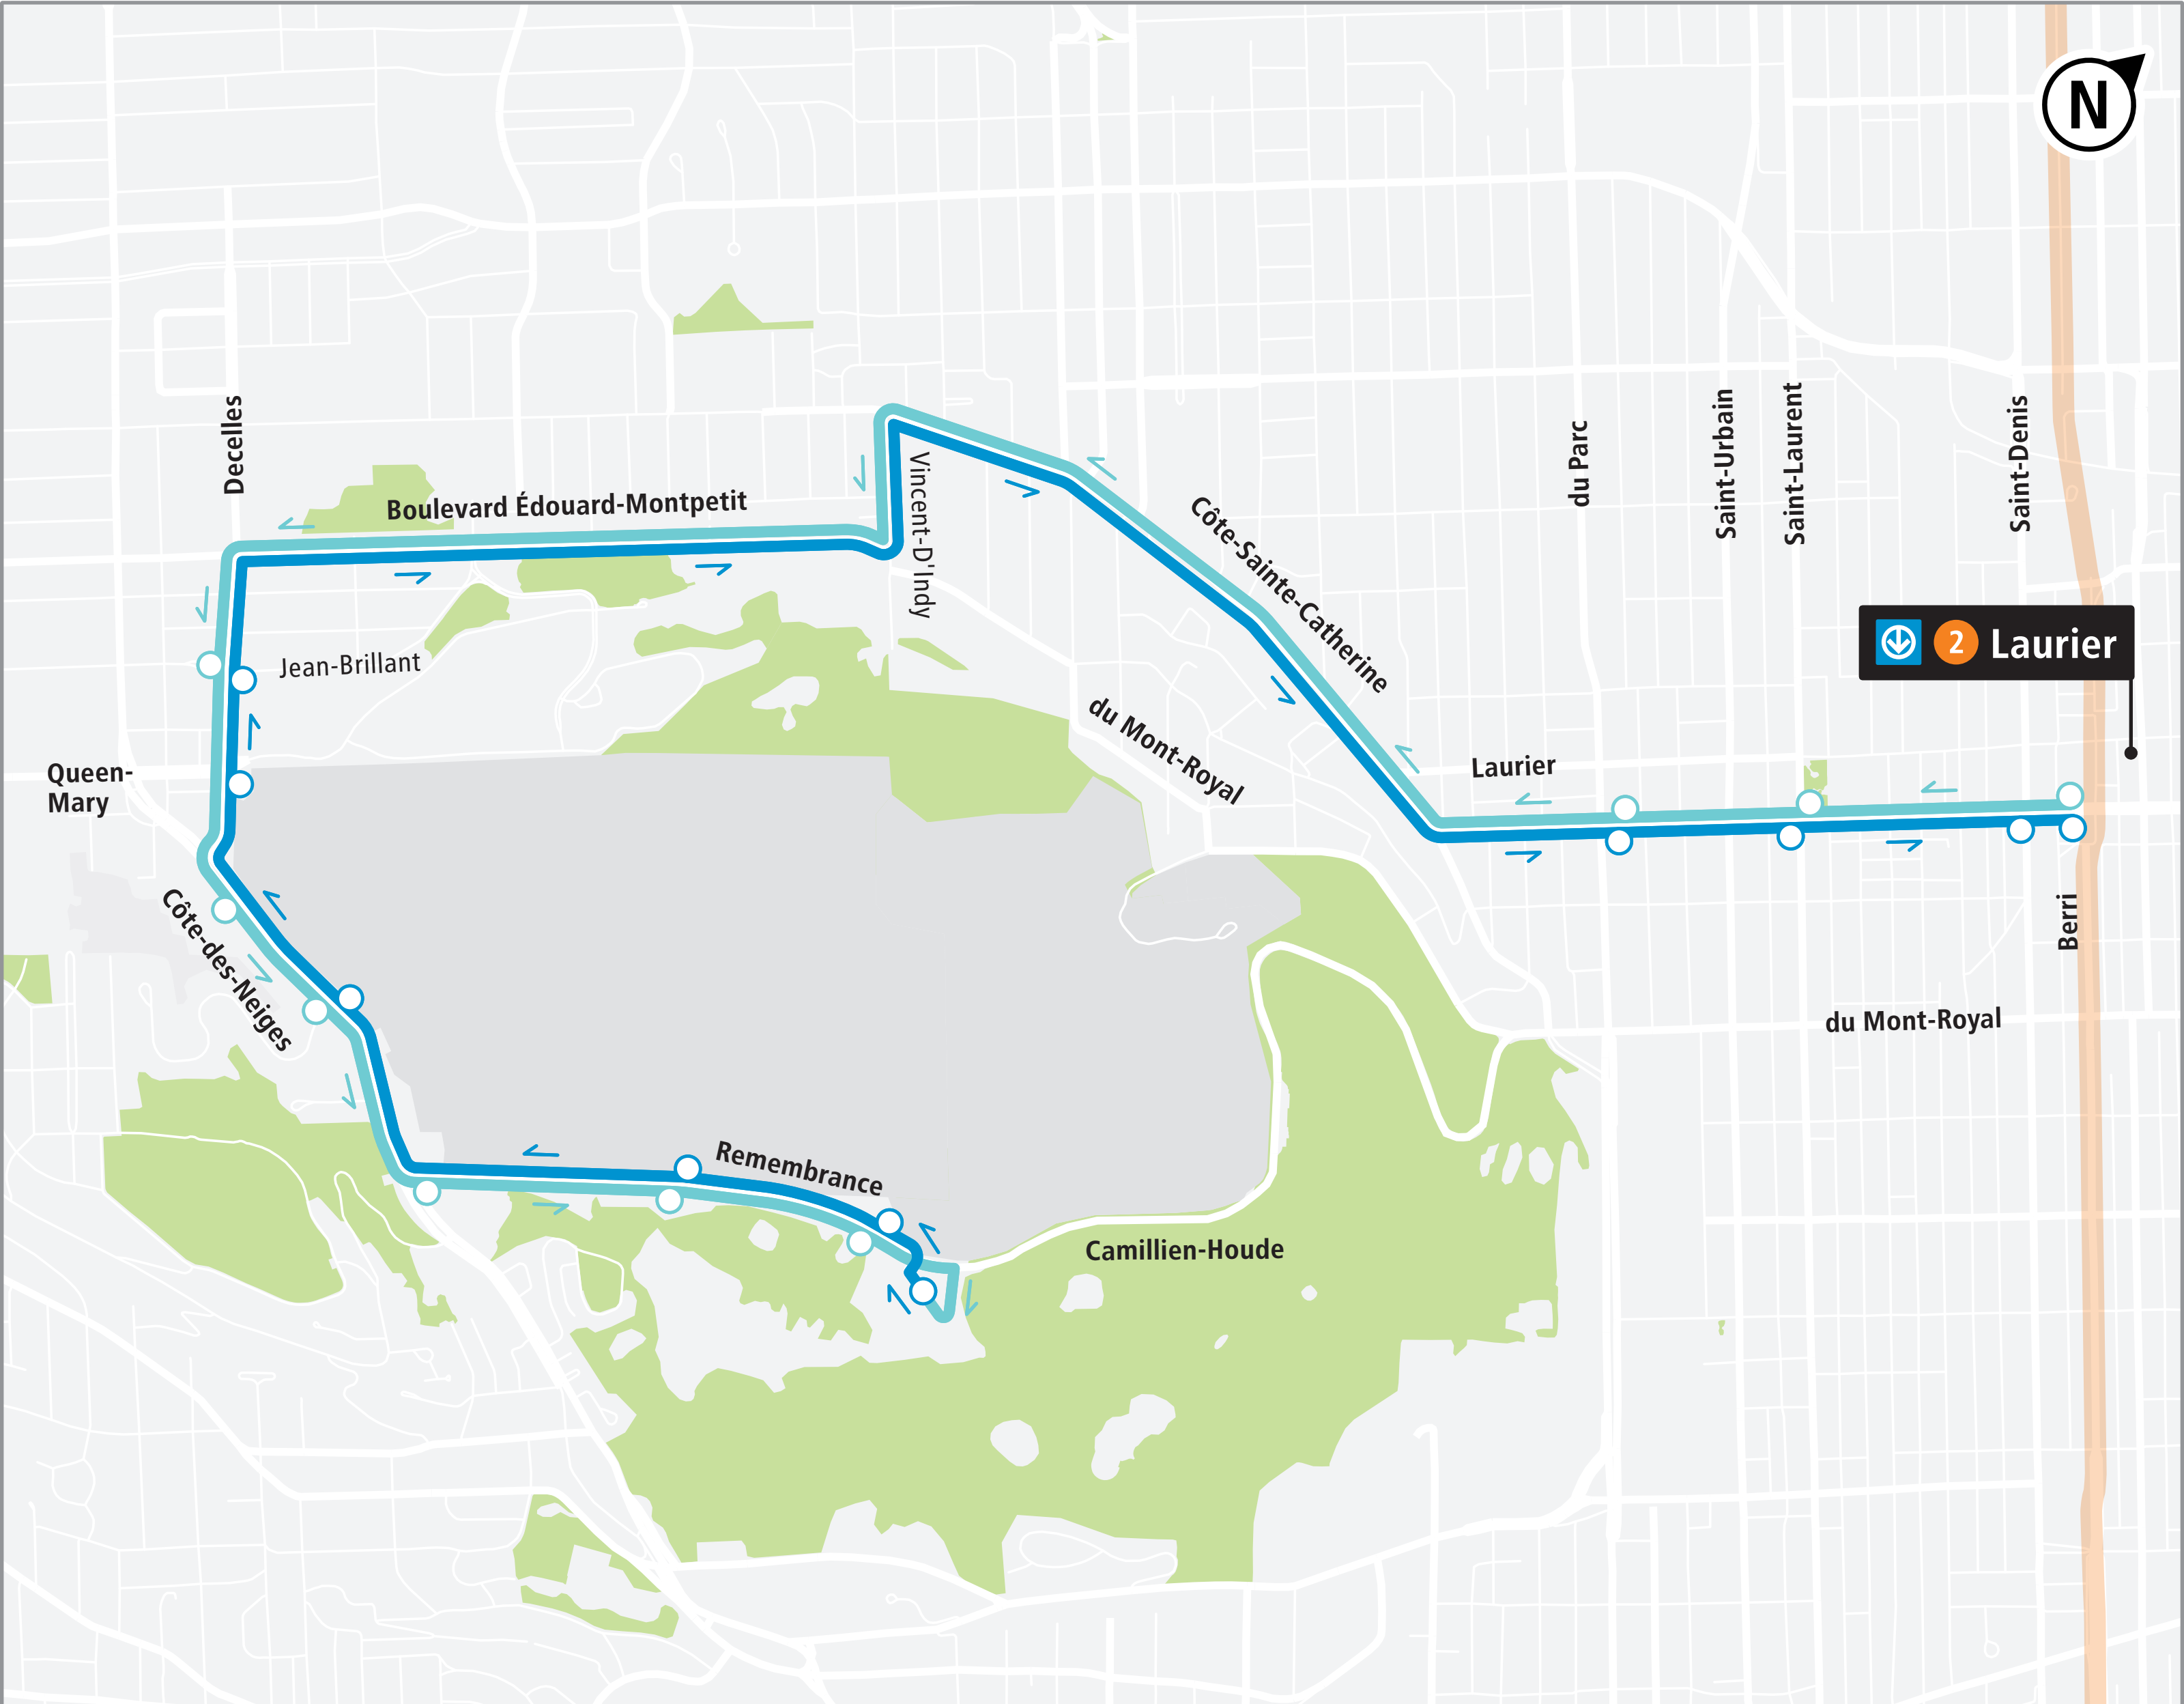 N
Decelles
Boulevard Édouard-Montpetit
Vincent-D'Indy
Côte-Sainte-Catherine
du Parc
Saint-Urbain
Saint-Laurent
Saint-Denis
2 Laurier
Jean-Brillant
Queen-
Mary
du Mont-Royal
Laurier
Côte-des-Neiges
Berri
du Mont-Royal
Remembrance
Camillien-Houde